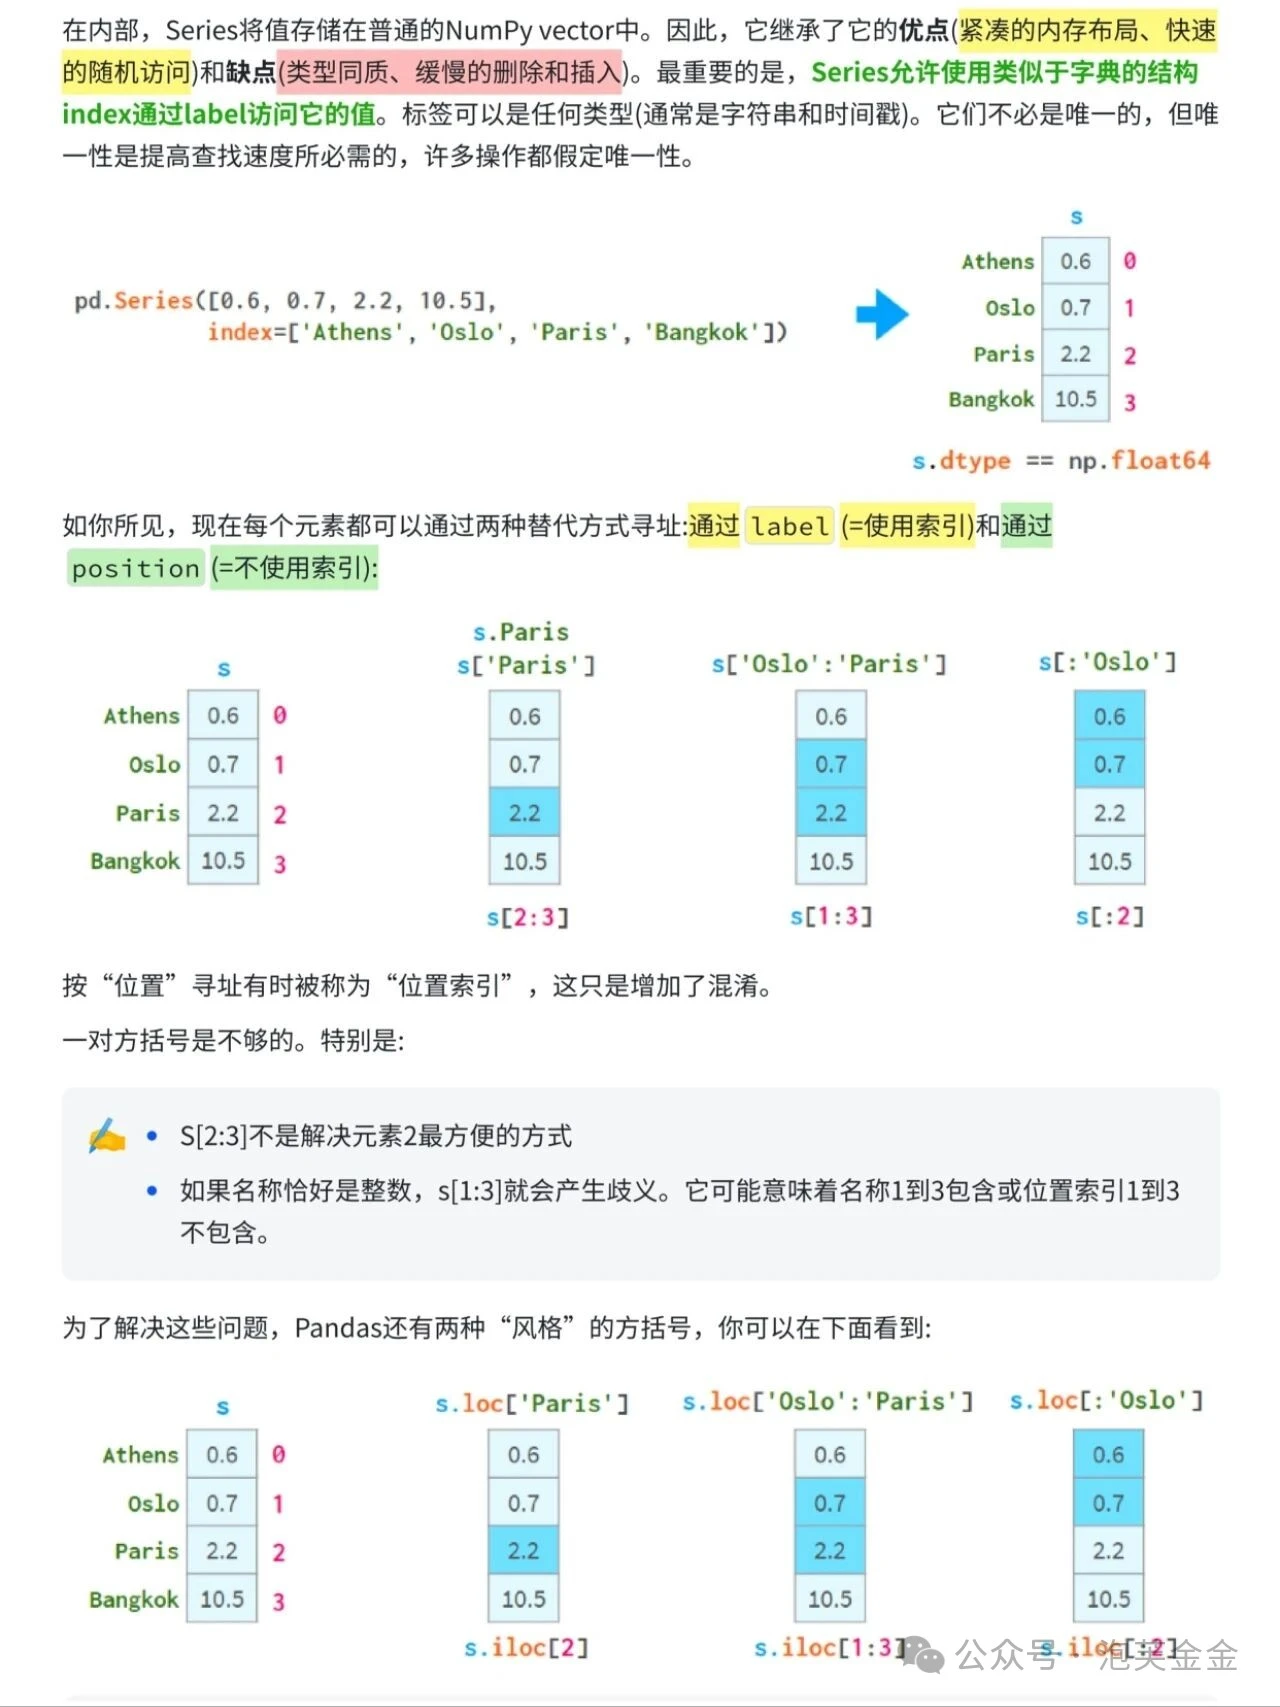 在内部，Series将值存储在普通的NumPy vector中。因此，它继承了它的优点(紧凑的内存布局、快速
的随机访问)和缺点(类型同质、缓慢的删除和插入)。最重要的是，Series允许使用类似于字典的结构
index通过label访问它的值。标签可以是任何类型(通常是字符串和时间戳)。它们不必是唯一的，但唯
一性是提高查找速度所必需的，许多操作都假定唯一性。
s
Athens 0.6 0
pd.Series([0.6, 0.7, 2.2, 10.5],
Oslo 0.7 1
index=['Athens', 'Oslo', 'Paris', 'Bangkok'])
Paris 2.2 2
Bangkok 10.5 3
s.dtype == np.float64
如你所见，现在每个元素都可以通过两种替代方式寻址:通过 label (=使用索引)和通过
position (=不使用索引):
s.Paris
s s['Paris'] s['Oslo':'Paris'] s[:'Oslo']
Athens 0.6 0 0.6 0.6 0.6
Oslo 0.7 1 0.7 0.7 0.7
Paris 2.2 2 2.2 2.2 2.2
Bangkok 10.5 3 10.5 10.5 10.5
s[2:3] s[1:3] s[:2]
按“位置”寻址有时被称为“位置索引”，这只是增加了混淆。
一对方括号是不够的。特别是:
• S[2:3]不是解决元素2最方便的方式
• 如果名称恰好是整数，s[1:3]就会产生歧义。它可能意味着名称1到3包含或位置索引1到3
不包含。
为了解决这些问题，Pandas还有两种“风格”的方括号，你可以在下面看到:
s s.loc['Paris'] s.loc['Oslo':'Paris'] s.loc[:'Oslo']
Athens 0.6 0 0.6 0.6 0.6
Oslo 0.7 1 0.7 0.7 0.7
Paris 2.2 2 2.2 2.2 2.2
Bangkok 10.5 3 10.5 10.5 10.5
s.iloc[2] s.iloc[1:3] s.iloc[:2]
公众号 · 泡芙金金